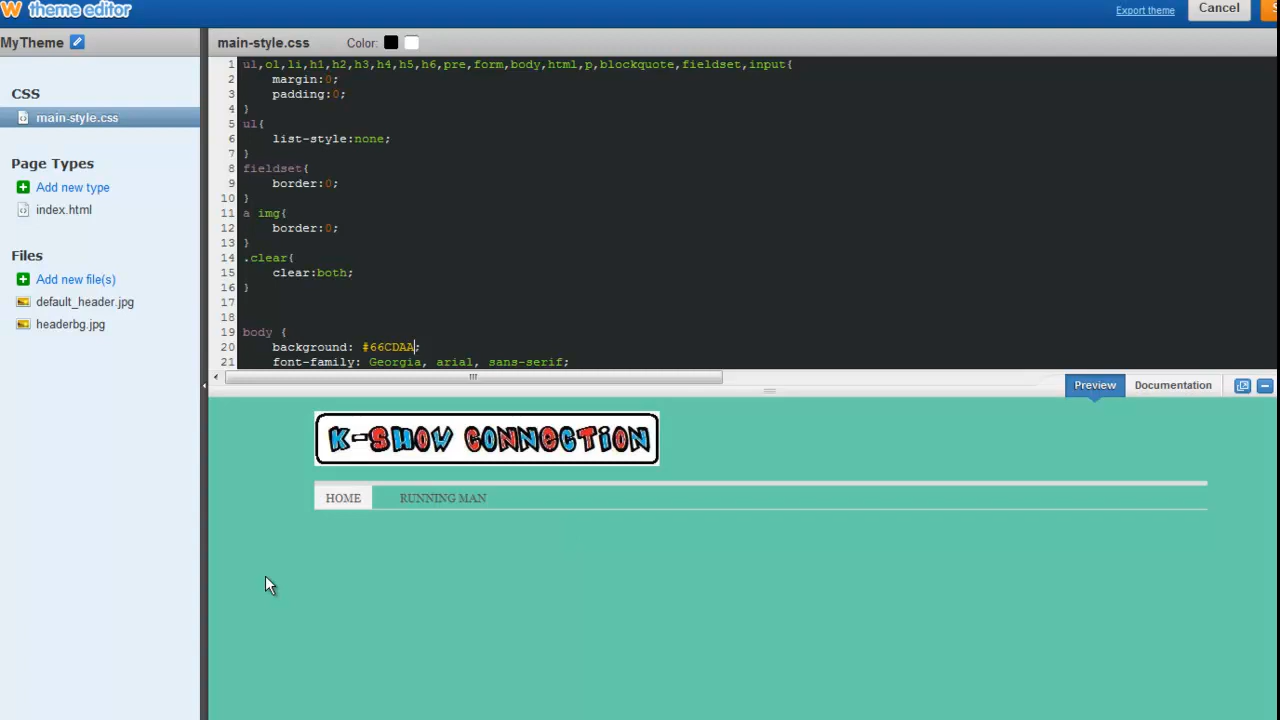 W theme editor
Export theme
Cancel
MyTheme
main-style.css
Color:
CSS
main-style.css
Page Types
Add new type
index.html
Files
Add new file(s)
default_header.jpg
headerbg.jpg
1 ul,ol,li,h1,h2,h3,h4,h5,h6,pre,form,body,html,p,blockquote,fieldset,input{
2 margin:0;
3 padding:0;
4 }
5 ul{
6 list-style:none;
7 }
8 fieldset{
9 border:0;
10 }
11 a img{
12 border:0;
13 }
14 .clear{
15 clear:both;
16 }
17
18
19 body {
20 background: #66CDAA;
21 font-family: Georgia, arial, sans-serif;
Preview
Documentation
K-SHOW CONNECTION
HOME
RUNNING MAN